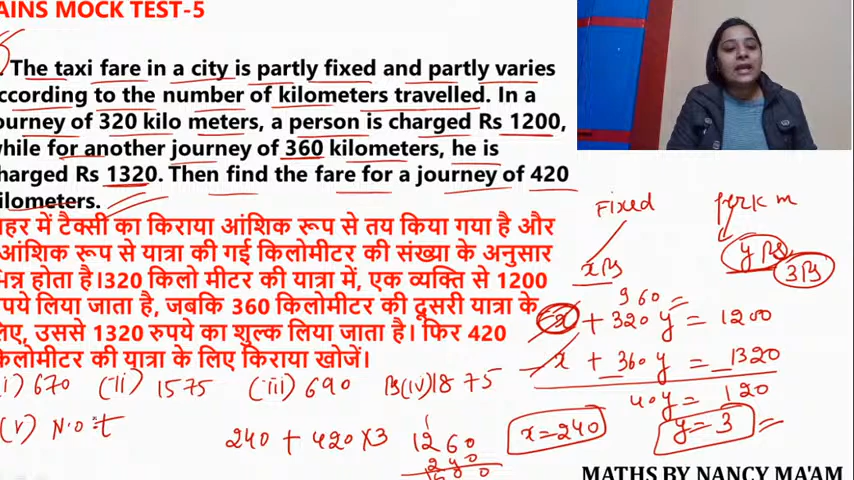 AINS MOCK TEST-5
. The taxi fare in a city is partly fixed and partly varies
ccording to the number of kilometers travelled. In a
ourney of 320 kilo meters, a person is charged Rs 1200,
while for another journey of 360 kilometers, he is
harged Rs 1320. Then find the fare for a journey of 420
ilometers.
हर में टैक्सी का किराया आंशिक रूप से तय किया गया है और
आंशिक रूप से यात्रा की गई किलोमीटर की संख्या के अनुसार
भिन्न होता है।320 किलो मीटर की यात्रा में, एक व्यक्ति से 1200
पये लिया जाता है, जबकि 360 किलोमीटर की दूसरी यात्रा के
लिए, उससे 1320 रुपये का शुल्क लिया जाता है। फिर 420
केलोमीटर की यात्रा के लिए किराया खोजें।
i) 670 (ii) 1575 (iii) 690 (iv) 1875
(v) N.O.t
Fixed per k m
x Rs y Rs 3 Rs
960
x + 320 y = 1200
x + 360 y = 1320
40 y = 120
x = 240 y = 3
240 + 420 × 3
1260
240
MATHS BY NANCY MA'AM